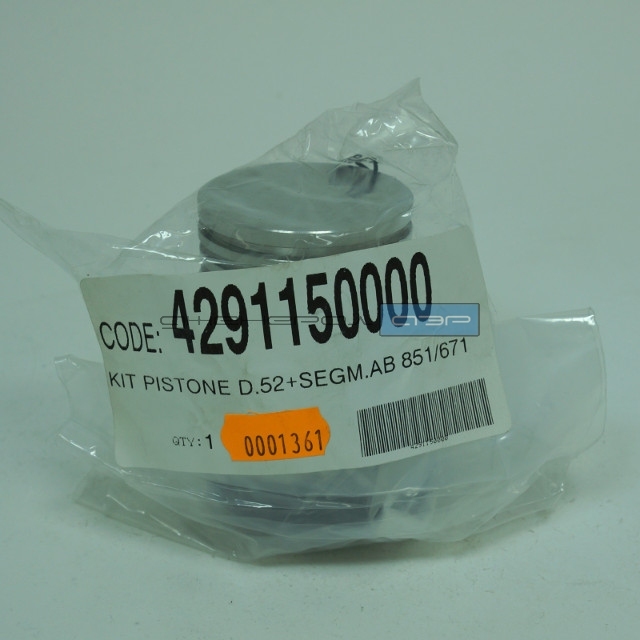 CODE: 4291150000
KIT PISTONE D.52+SEGM.AB 851/671
QTY: 1
0001361